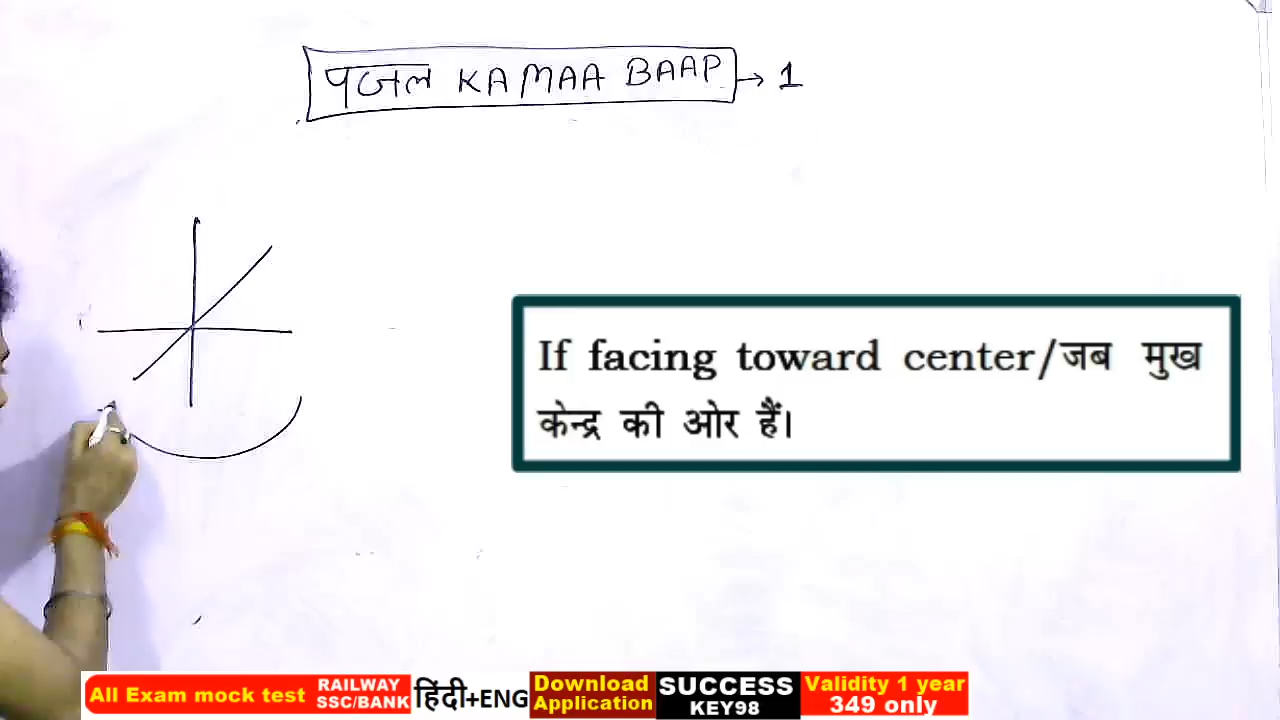 पजल KAMAA BAAP → 1
If facing toward center/जब मुख
केन्द्र की ओर हैं।
All Exam mock test
RAILWAY
SSC/BANK
हिंदी+ENG
Download
Application
SUCCESS
KEY98
Validity 1 year
349 only